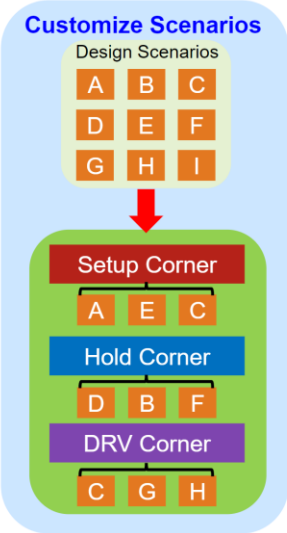 Customize Scenarios
Design Scenarios
A B C
D E F
G H I
Setup Corner
A E C
Hold Corner
D B F
DRV Corner
C G H